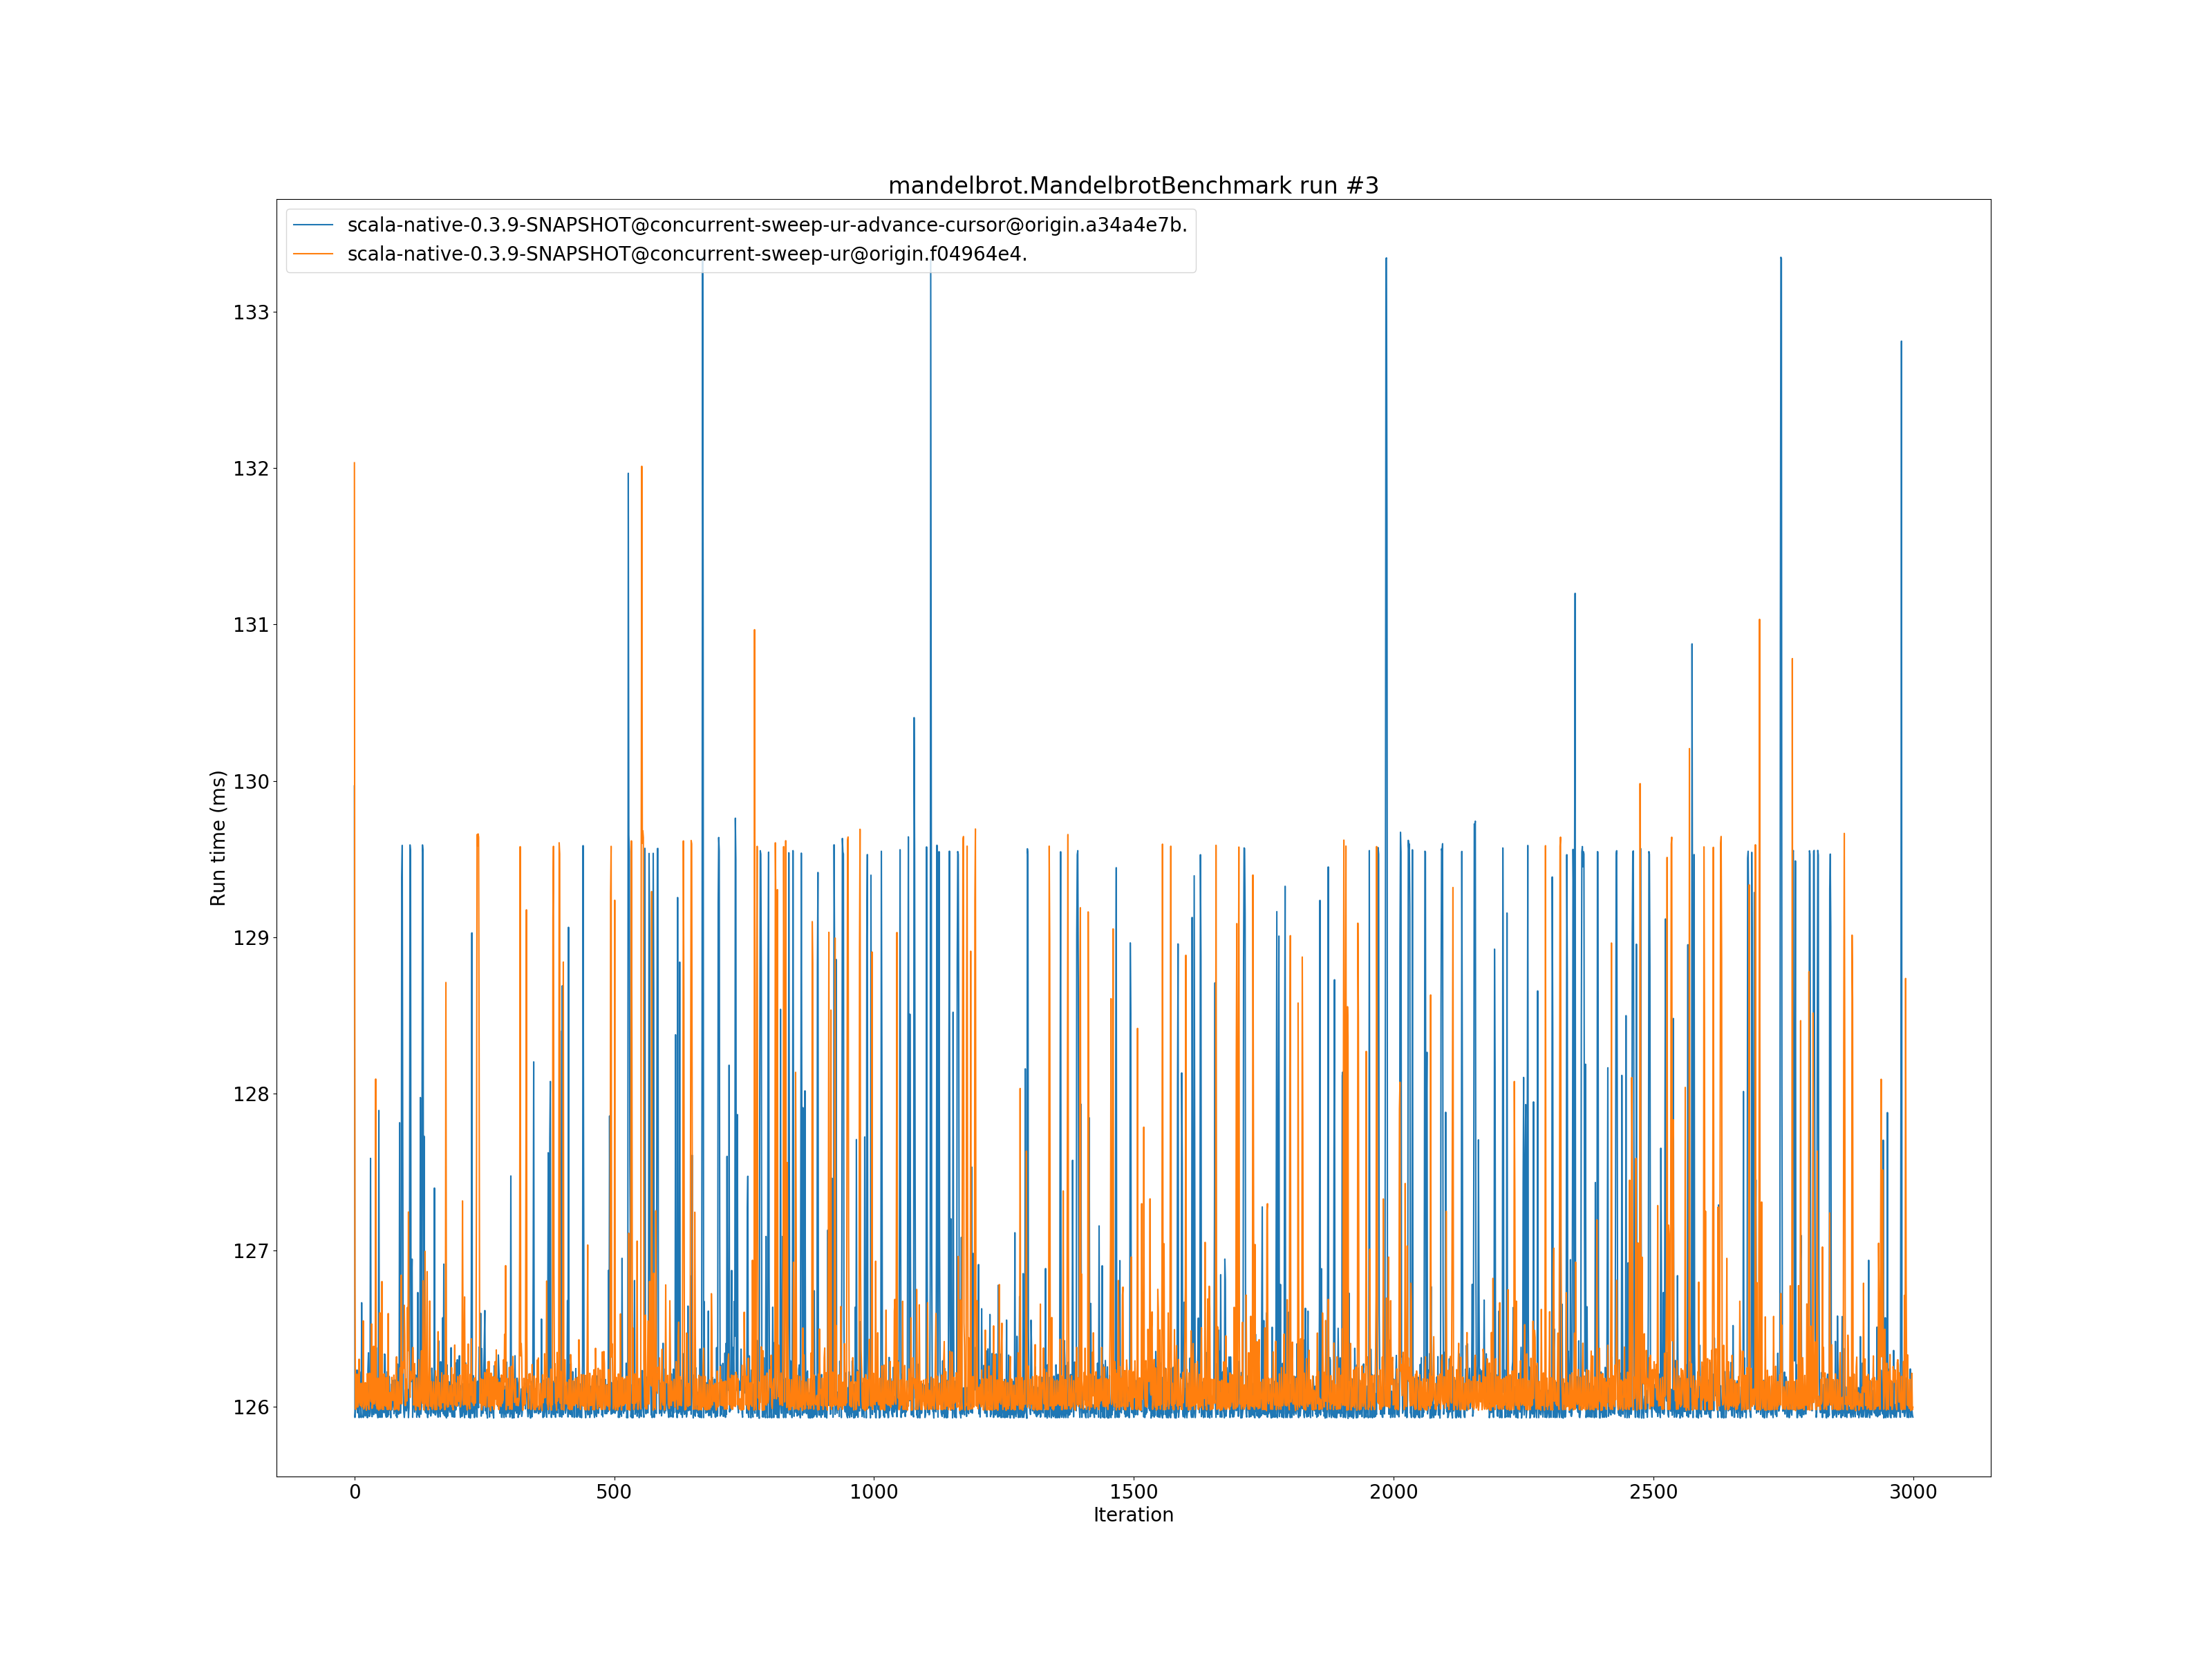 mandelbrot.MandelbrotBenchmark run #3
scala-native-0.3.9-SNAPSHOT@concurrent-sweep-ur-advance-cursor@origin.a34a4e7b.
scala-native-0.3.9-SNAPSHOT@concurrent-sweep-ur@origin.f04964e4.
133
132
131
130
129
128
127
126
Run time (ms)
0 500 1000 1500 2000 2500 3000
Iteration